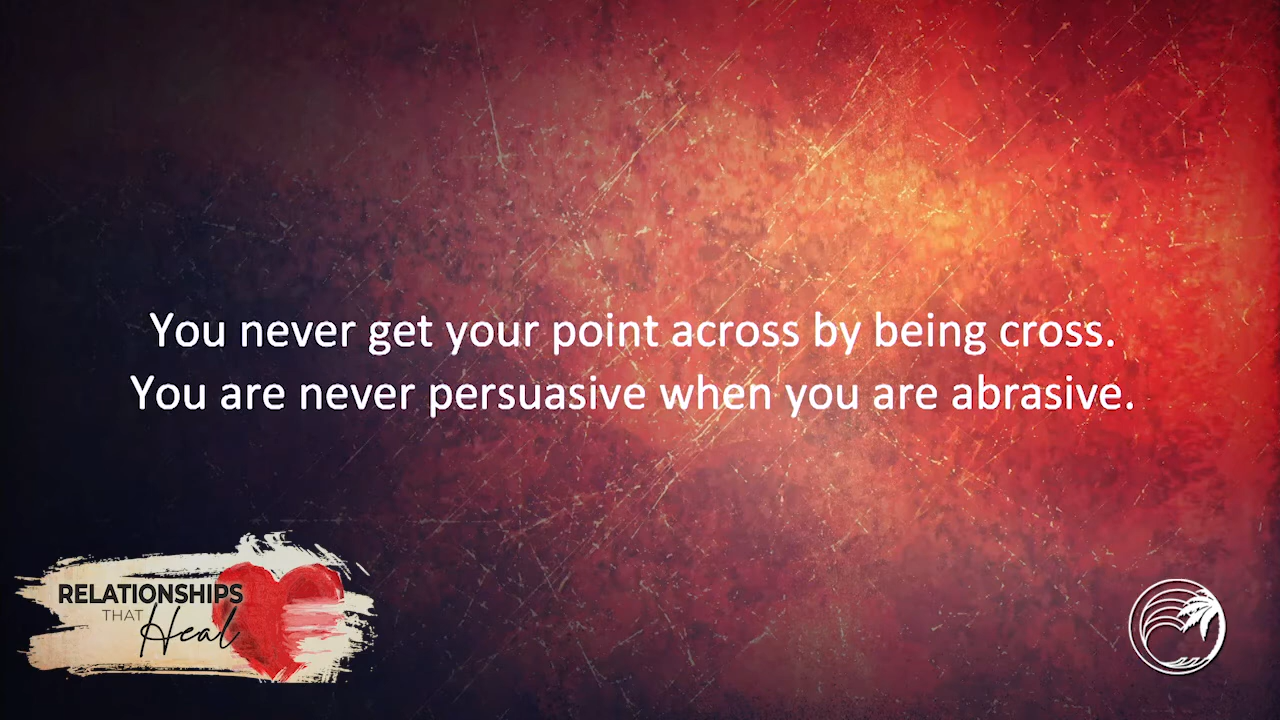 You never get your point across by being cross.
You are never persuasive when you are abrasive.
RELATIONSHIPS
THAT
Heal